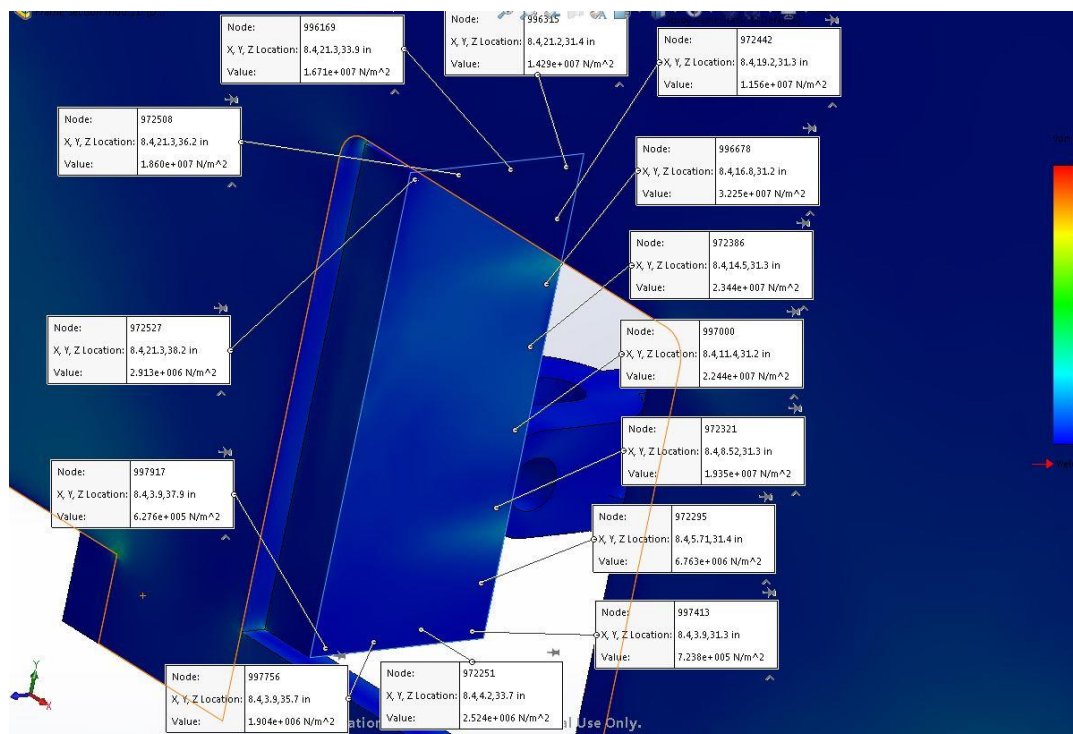 Node: 996169
X, Y, Z Location: 8.4,21.3,33.9 in
Value: 1.671e+007 N/m^2
996315
X, Y, Z Location: 8.4,21.2,31.4 in
Value: 1.429e+007 N/m^2
Node: 972442
X, Y, Z Location: 8.4,19.2,31.3 in
Value: 1.156e+007 N/m^2
Node: 972508
X, Y, Z Location: 8.4,21.3,36.2 in
Value: 1.860e+007 N/m^2
Node: 996678
X, Y, Z Location: 8.4,16.8,31.2 in
Value: 3.225e+007 N/m^2
Node: 972386
X, Y, Z Location: 8.4,14.5,31.3 in
Value: 2.344e+007 N/m^2
Node: 972527
X, Y, Z Location: 8.4,21.3,38.2 in
Value: 2.913e+006 N/m^2
Node: 997000
X, Y, Z Location: 8.4,11.4,31.2 in
Value: 2.244e+007 N/m^2
Node: 972321
X, Y, Z Location: 8.4,8.52,31.3 in
Value: 1.935e+007 N/m^2
Node: 997917
X, Y, Z Location: 8.4,3.9,37.9 in
Value: 6.276e+005 N/m^2
Node: 972295
X, Y, Z Location: 8.4,5.71,31.4 in
Value: 6.763e+006 N/m^2
Node: 997413
X, Y, Z Location: 8.4,3.9,31.3 in
Value: 7.238e+005 N/m^2
Node: 997756
X, Y, Z Location: 8.4,3.9,35.7 in
Value: 1.904e+006 N/m^2
Node: 972251
X, Y, Z Location: 8.4,4.2,33.7 in
Value: 2.524e+006 N/m^2
Y
X
al Use Only.